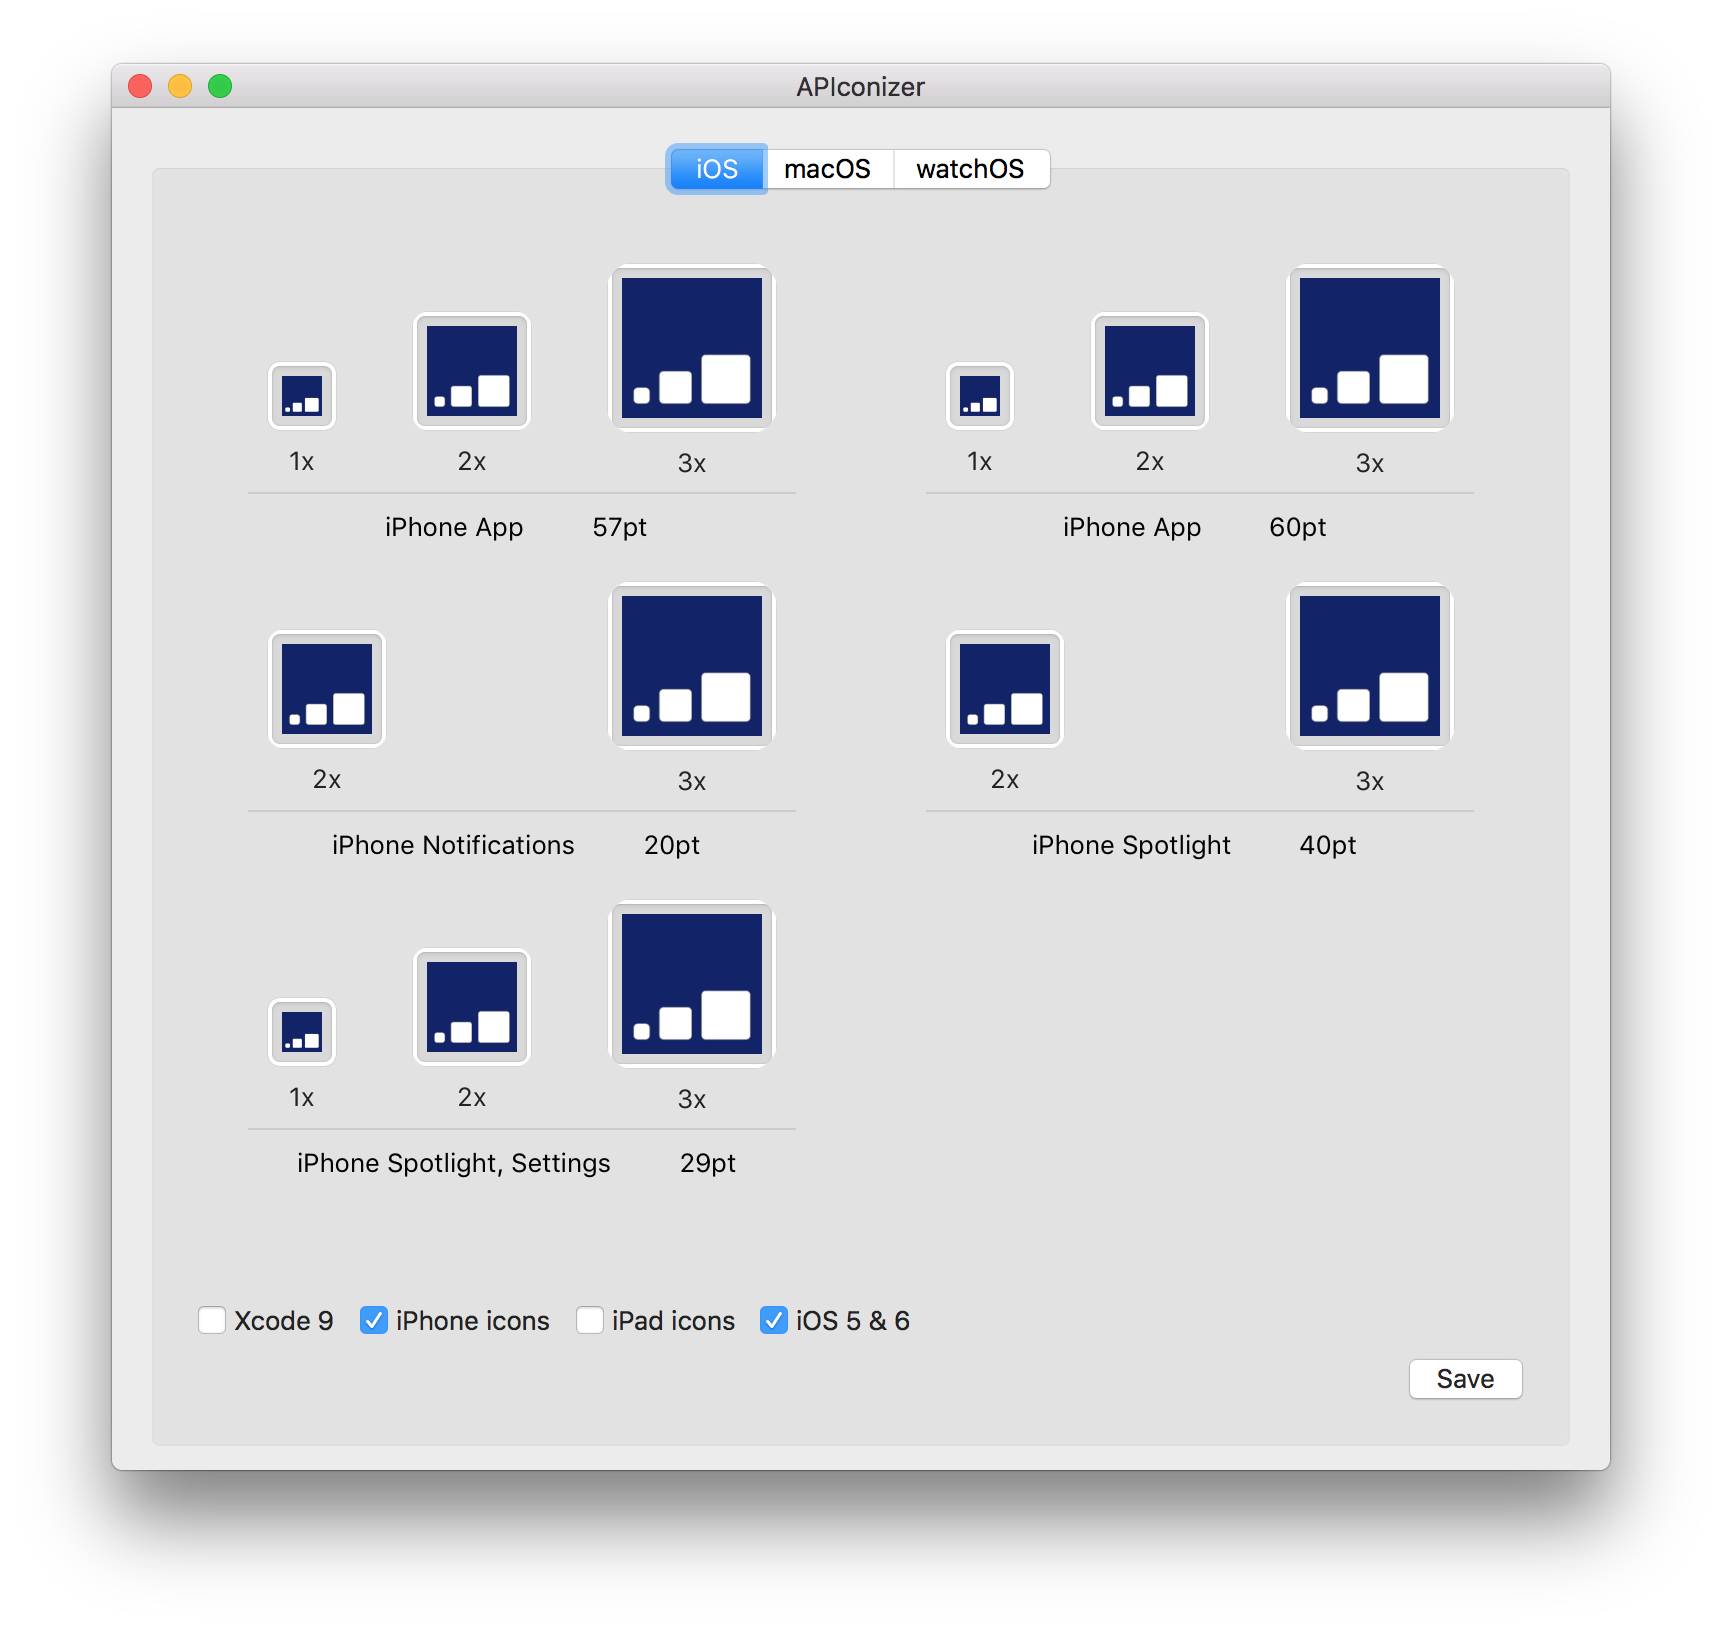 APIconizer
iOS macOS watchOS
1x 2x 3x 1x 2x 3x
iPhone App 57pt iPhone App 60pt
2x 3x 2x 3x
iPhone Notifications 20pt iPhone Spotlight 40pt
1x 2x 3x
iPhone Spotlight, Settings 29pt
Xcode 9 iPhone icons iPad icons iOS 5 & 6
Save